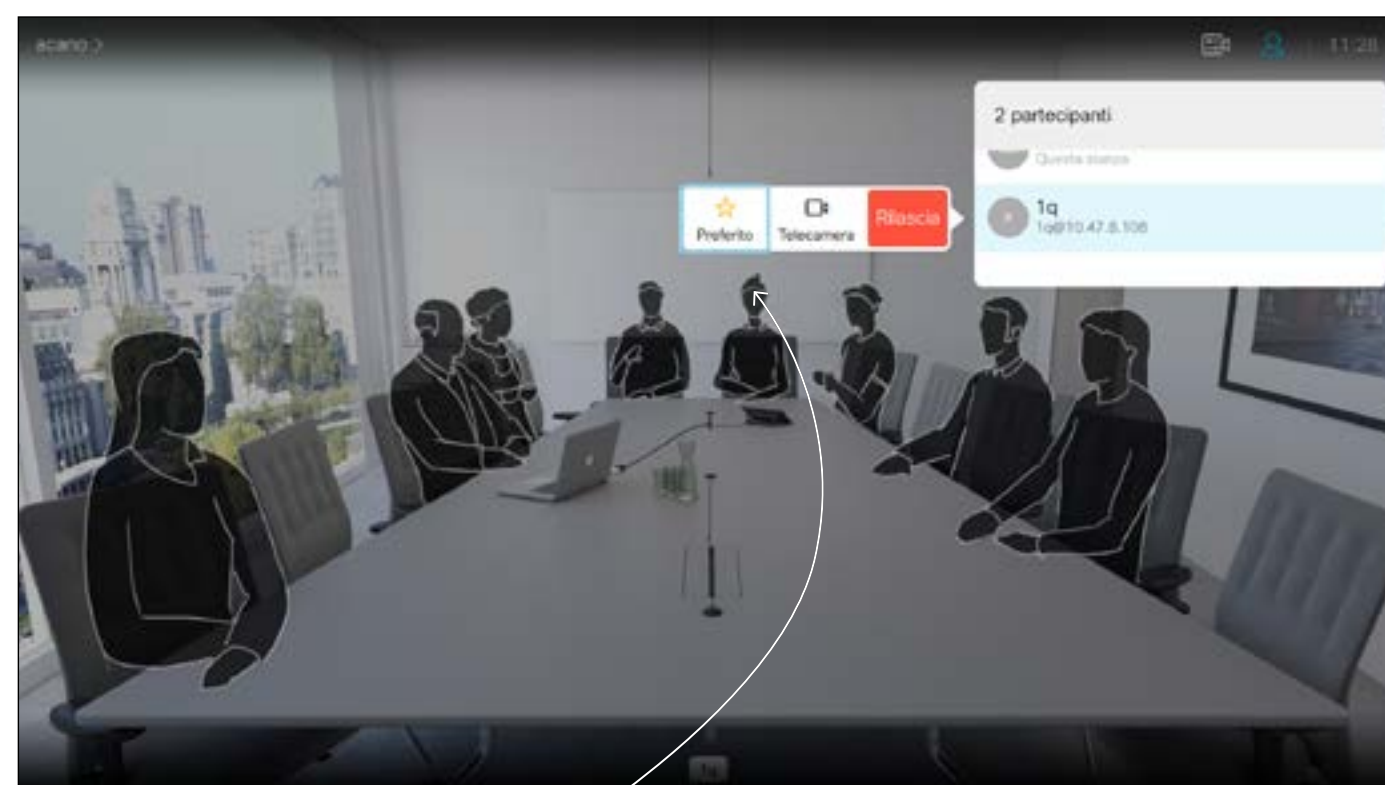 acano:>
11:28
2 partecipanti
Questa stanza
Preferito
Telecamera
Rilascia
1q
1q@10.47.8.106
1q